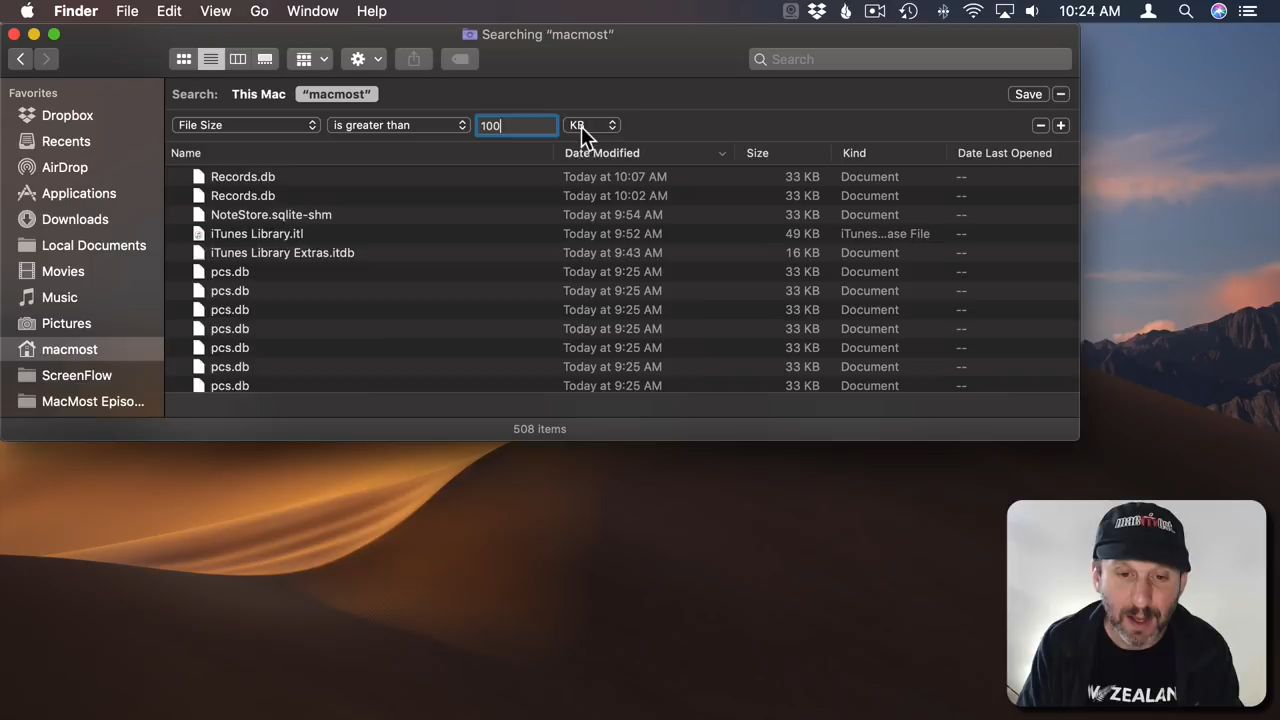 Finder File Edit View Go Window Help 10:24 AM
Searching “macmost”
Search
Favorites
Dropbox
Recents
AirDrop
Applications
Downloads
Local Documents
Movies
Music
Pictures
macmost
ScreenFlow
MacMost Episo...
Search: This Mac “macmost” Save
File Size is greater than 100 KB
Name Date Modified Size Kind Date Last Opened
Records.db Today at 10:07 AM 33 KB Document --
Records.db Today at 10:02 AM 33 KB Document --
NoteStore.sqlite-shm Today at 9:54 AM 33 KB Document --
iTunes Library.itl Today at 9:52 AM 49 KB iTunes...ase File --
iTunes Library Extras.itdb Today at 9:43 AM 16 KB Document --
pcs.db Today at 9:25 AM 33 KB Document --
pcs.db Today at 9:25 AM 33 KB Document --
pcs.db Today at 9:25 AM 33 KB Document --
pcs.db Today at 9:25 AM 33 KB Document --
pcs.db Today at 9:25 AM 33 KB Document --
pcs.db Today at 9:25 AM 33 KB Document --
pcs.db Today at 9:25 AM 33 KB Document --
508 items
macmost
W ZEALAN